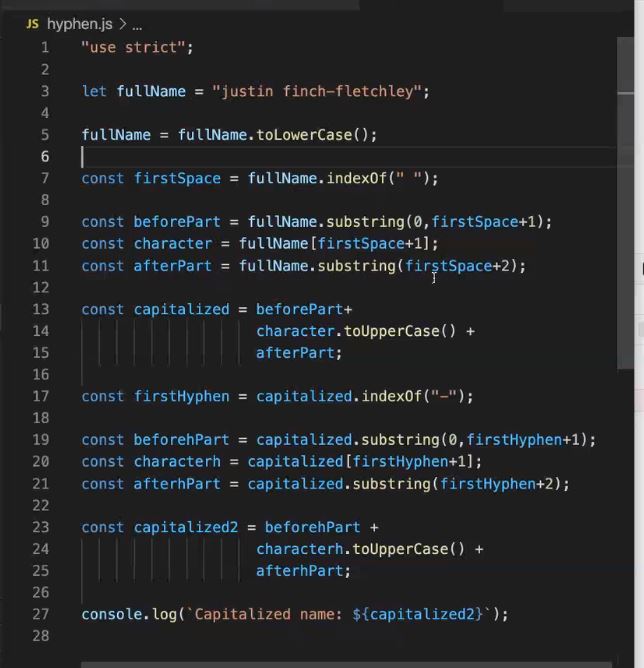 JS hyphen.js > ...
1 "use strict";
2
3 let fullName = "justin finch-fletchley";
4
5 fullName = fullName.toLowerCase();
6
7 const firstSpace = fullName.indexOf(" ");
8
9 const beforePart = fullName.substring(0,firstSpace+1);
10 const character = fullName[firstSpace+1];
11 const afterPart = fullName.substring(firstSpace+2);
12
13 const capitalized = beforePart+
14 character.toUpperCase() +
15 afterPart;
16
17 const firstHyphen = capitalized.indexOf("-");
18
19 const beforehPart = capitalized.substring(0,firstHyphen+1);
20 const characterh = capitalized[firstHyphen+1];
21 const afterhPart = capitalized.substring(firstHyphen+2);
22
23 const capitalized2 = beforehPart +
24 characterh.toUpperCase() +
25 afterhPart;
26
27 console.log(`Capitalized name: ${capitalized2}`);
28